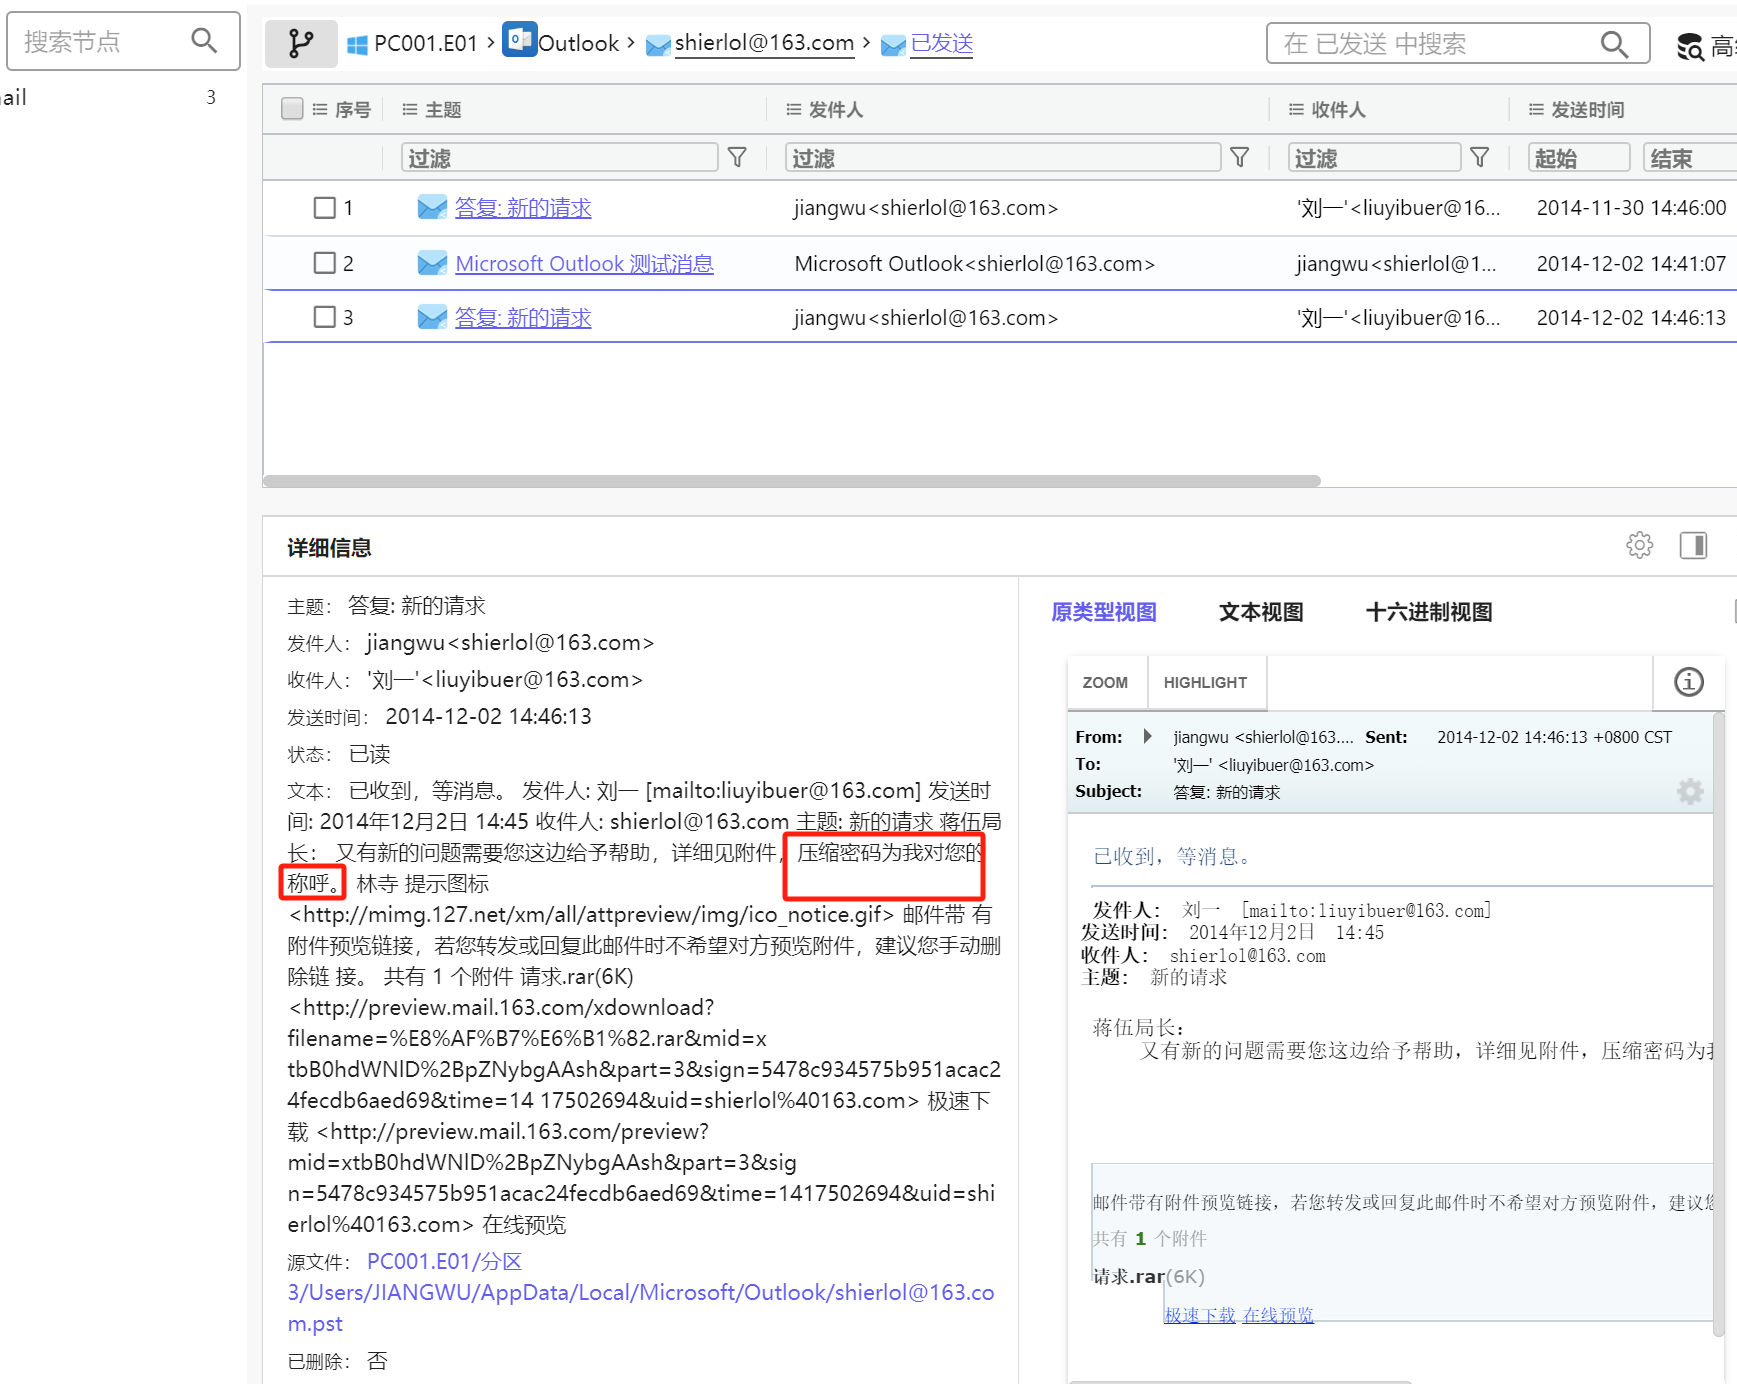 搜索节点
PC001.E01 > Outlook > shierlol@163.com > 已发送
在 已发送 中搜索
ail 3
序号 主题 发件人 收件人 发送时间
过滤 过滤 过滤 起始 结束
1 答复: 新的请求 jiangwu<shierlol@163.com> '刘一'<liuyibuer@16... 2014-11-30 14:46:00
2 Microsoft Outlook 测试消息 Microsoft Outlook<shierlol@163.com> jiangwu<shierlol@1... 2014-12-02 14:41:07
3 答复: 新的请求 jiangwu<shierlol@163.com> '刘一'<liuyibuer@16... 2014-12-02 14:46:13
详细信息
主题： 答复: 新的请求
发件人： jiangwu<shierlol@163.com>
收件人： '刘一'<liuyibuer@163.com>
发送时间： 2014-12-02 14:46:13
状态： 已读
文本： 已收到，等消息。 发件人: 刘一 [mailto:liuyibuer@163.com] 发送时
间: 2014年12月2日 14:45 收件人: shierlol@163.com 主题: 新的请求 蒋伍局
长： 又有新的问题需要您这边给予帮助，详细见附件，压缩密码为我对您的
称呼。 林寺 提示图标
<http://mimg.127.net/xm/all/attpreview/img/ico_notice.gif> 邮件带 有
附件预览链接，若您转发或回复此邮件时不希望对方预览附件，建议您手动删
除链 接。 共有 1 个附件 请求.rar(6K)
<http://preview.mail.163.com/xdownload?
filename=%E8%AF%B7%E6%B1%82.rar&mid=x
tbB0hdWNlD%2BpZNybgAAsh&part=3&sign=5478c934575b951acac2
4fecdb6aed69&time=14 17502694&uid=shierlol%40163.com> 极速下
载 <http://preview.mail.163.com/preview?
mid=xtbB0hdWNlD%2BpZNybgAAsh&part=3&sig
n=5478c934575b951acac24fecdb6aed69&time=1417502694&uid=shi
erlol%40163.com> 在线预览
源文件： PC001.E01/分区
3/Users/JIANGWU/AppData/Local/Microsoft/Outlook/shierlol@163.co
m.pst
已删除： 否
原类型视图 文本视图 十六进制视图
ZOOM HIGHLIGHT
From: jiangwu <shierlol@163.... Sent: 2014-12-02 14:46:13 +0800 CST
To: '刘一' <liuyibuer@163.com>
Subject: 答复: 新的请求
已收到，等消息。
发件人： 刘一 [mailto:liuyibuer@163.com]
发送时间： 2014年12月2日 14:45
收件人： shierlol@163.com
主题： 新的请求
蒋伍局长：
又有新的问题需要您这边给予帮助，详细见附件，压缩密码为
邮件带有附件预览链接，若您转发或回复此邮件时不希望对方预览附件，建议
共有 1 个附件
请求.rar(6K)
极速下载 在线预览